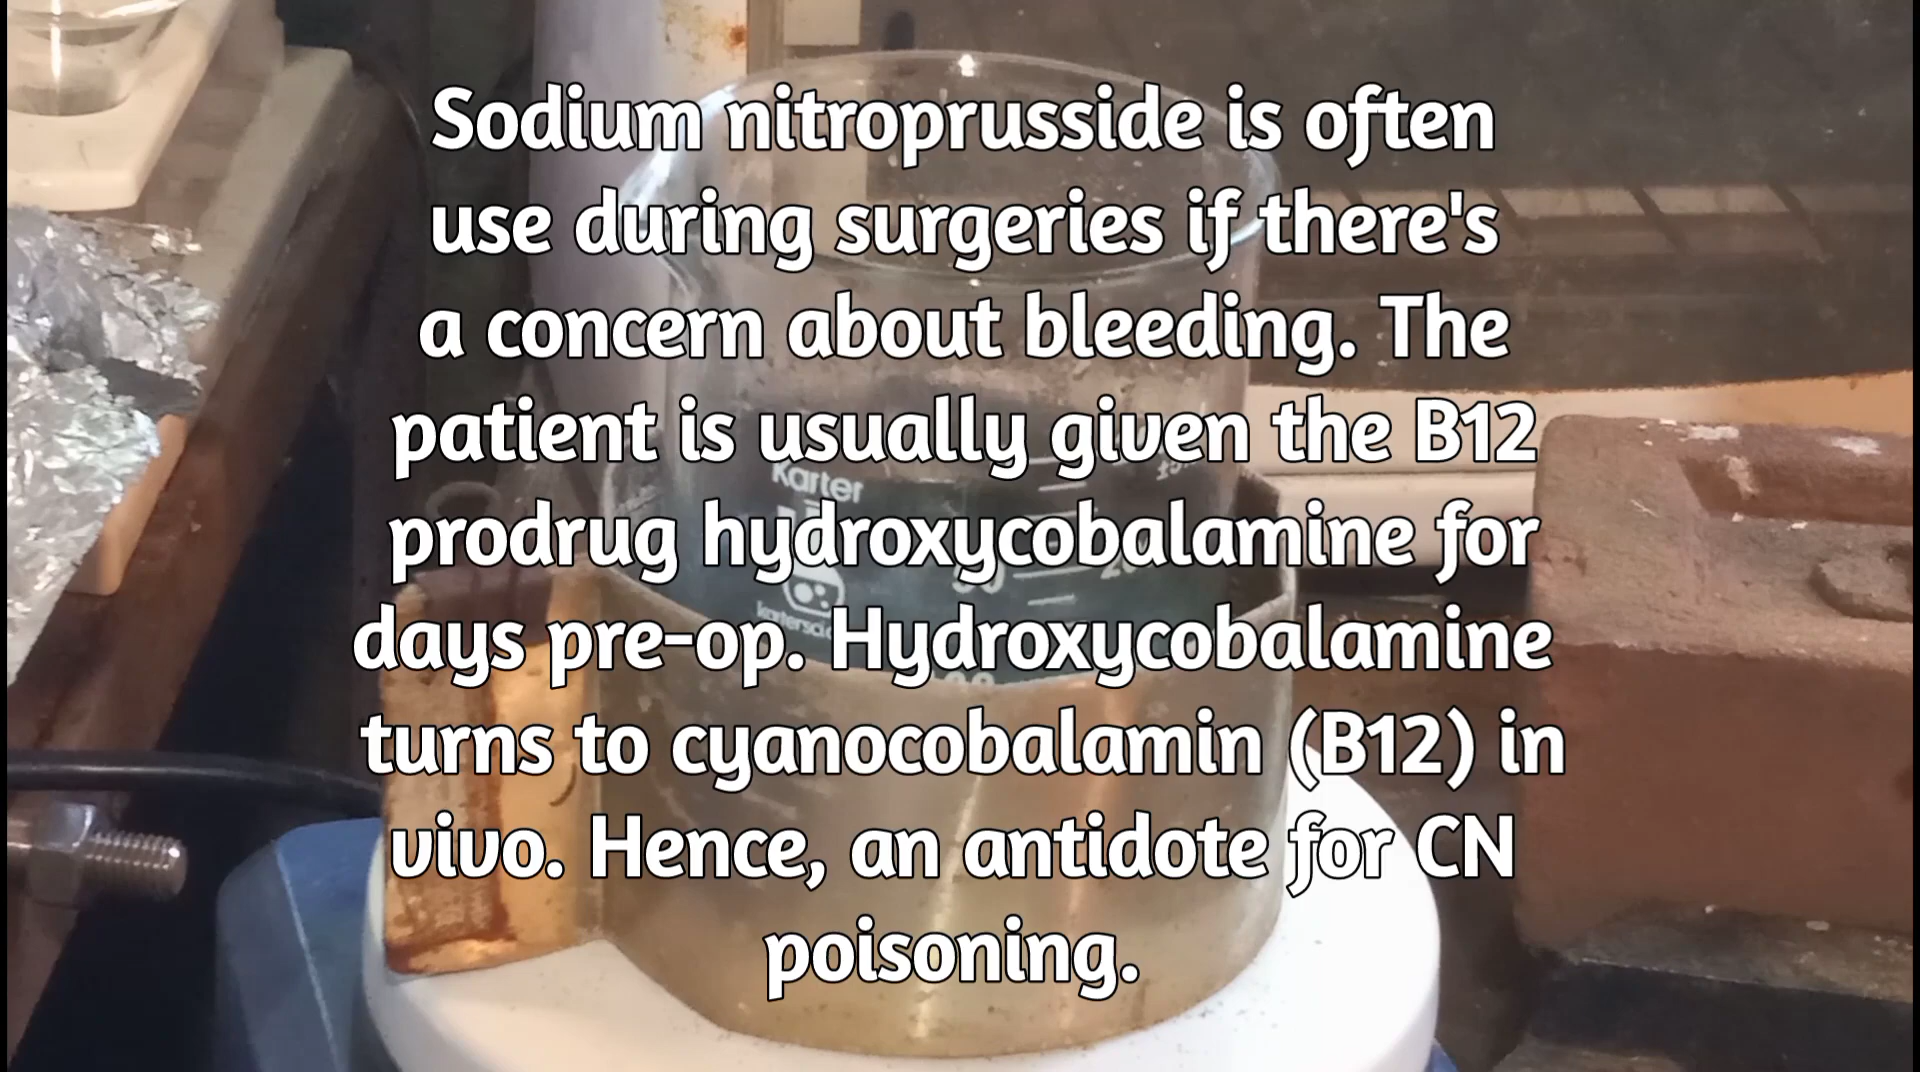 Sodium nitroprusside is often
use during surgeries if there's
a concern about bleeding. The
patient is usually given the B12
prodrug hydroxycobalamine for
days pre-op. Hydroxycobalamine
turns to cyanocobalamin (B12) in
vivo. Hence, an antidote for CN
poisoning.
Karter